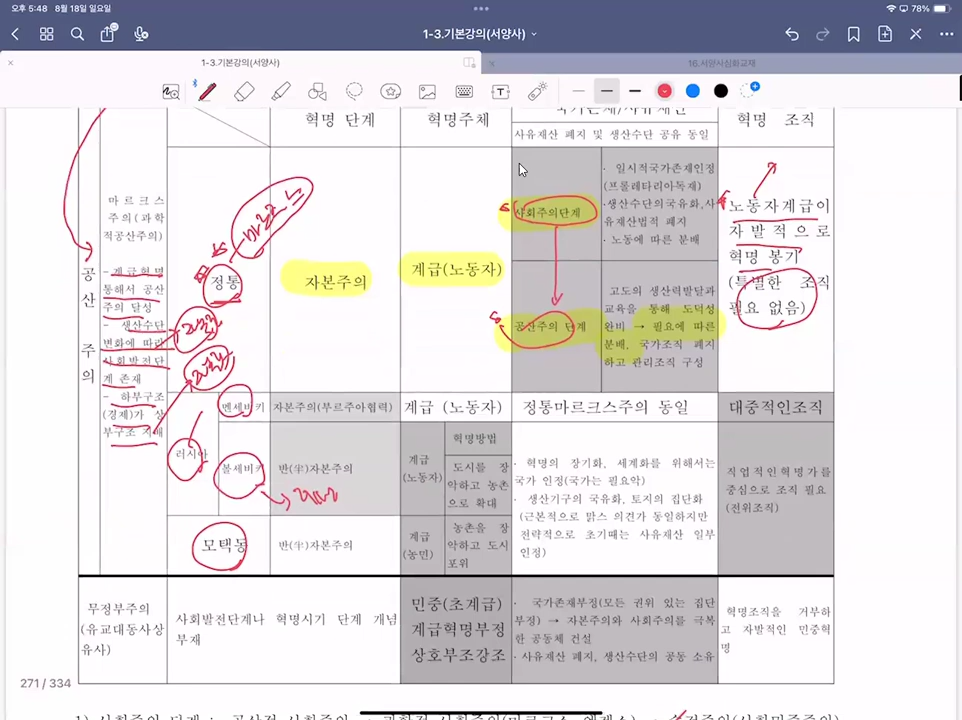 오후 5:48 8월 18일 일요일
78%
1-3.기본강의(서양사)
1-3.기본강의(서양사)
16.서양사심화교재
혁명 단계
혁명주체
국가존재/사유재산
사유재산 폐지 및 생산수단 공유 동일
혁명 조직
공산주의
마르크스
주의(과학
적공산주의)
- 계급혁명
통해서 공산
주의 달성
- 생산수단
변화에 따라
사회발전단
계 존재
- 하부구조
(경제)가 상
부구조 지배
정통
마르크스
자본주의
계급(노동자)
사회주의단계
· 일시적국가존재인정
(프롤레타리아독재)
·생산수단의국유화,사
유재산법적 폐지
· 노동에 따른 분배
공산주의 단계
고도의 생산력발달과
교육을 통해 도덕성
완비 → 필요에 따른
분배, 국가조직 폐지
하고 관리조직 구성
노동자계급이
자발적으로
혁명 봉기
(특별한 조직
필요 없음)
러시아
멘세비키
자본주의(부르주아협력)
계급 (노동자)
정통마르크스주의 동일
대중적인조직
볼세비키
반(半)자본주의
계급
(노동자)
혁명방법
도시를 장
악하고 농촌
으로 확대
· 혁명의 장기화, 세계화를 위해서는
국가 인정(국가는 필요악)
· 생산기구의 국유화, 토지의 집단화
(근본적으로 맑스 의견가 동일하지만
전략적으로 초기때는 사유재산 일부
인정)
직업적인혁명가를
중심으로 조직 필요
(전위조직)
모택동
반(半)자본주의
계급
(농민)
농촌을 장
악하고 도시
포위
무정부주의
(유교대동사상
유사)
사회발전단계나 혁명시기 단계 개념
부재
민중(초계급)
계급혁명부정
상호부조강조
· 국가존재부정(모든 권위 있는 집단
부정) → 자본주의와 사회주의를 극복
한 공동체 건설
· 사유재산 폐지, 생산수단의 공동 소유
혁명조직을 거부하
고 자발적인 민중혁
명
271 / 334